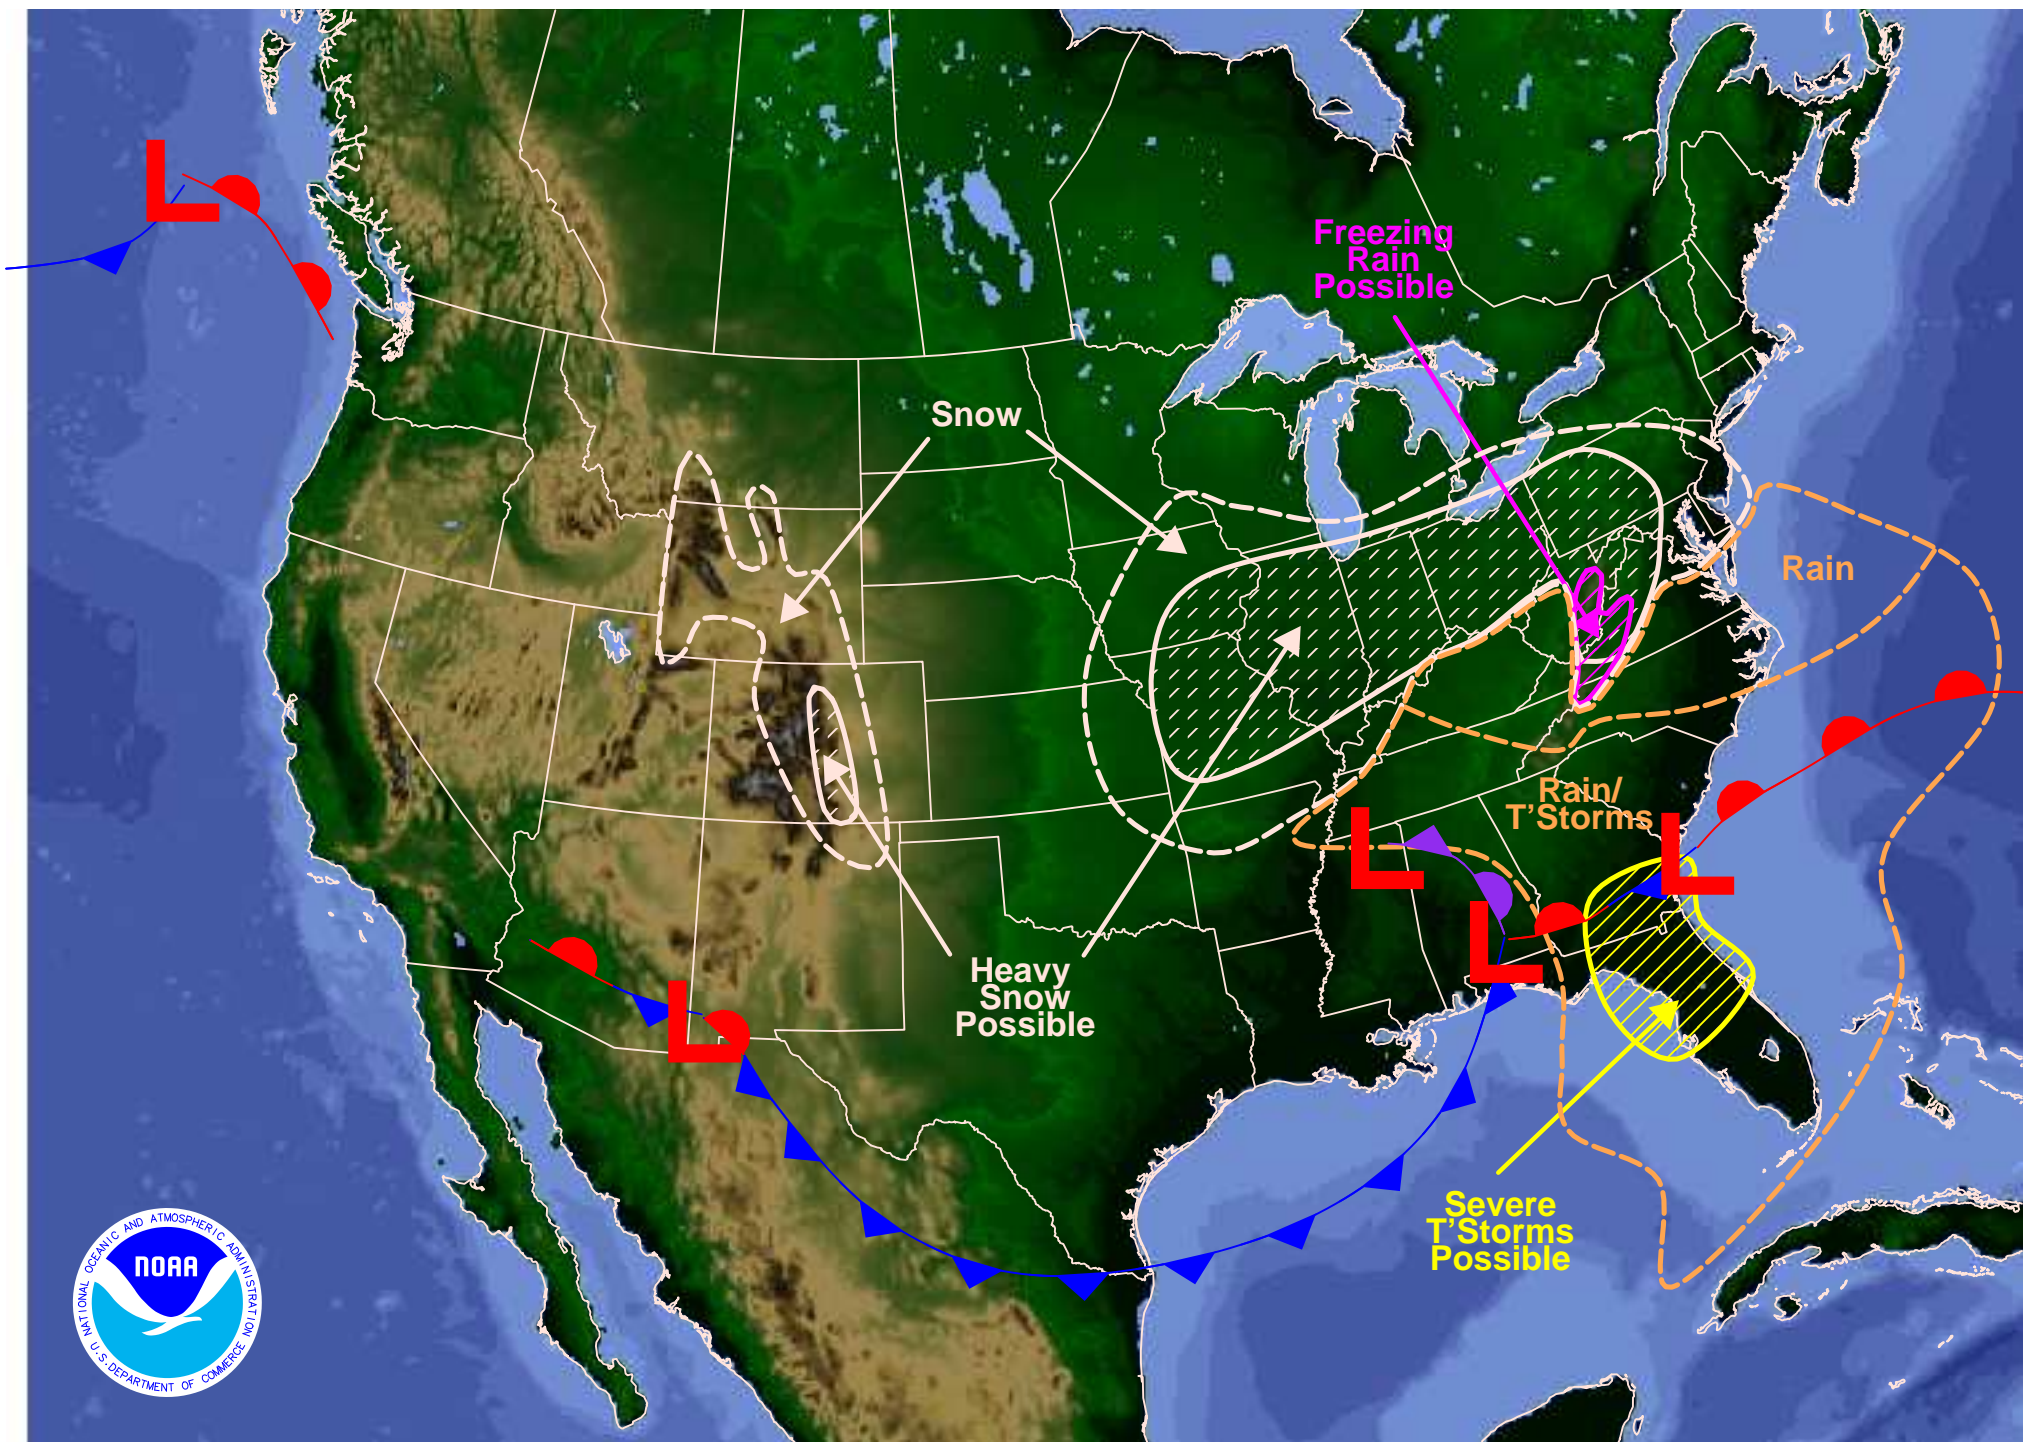 Freezing
Rain
Possible
Snow
Rain
Rain/
T'Storms
L
L
L
L
L
Heavy
Snow
Possible
Severe
T'Storms
Possible
NATIONAL OCEANIC AND ATMOSPHERIC ADMINISTRATION
NOAA
U.S. DEPARTMENT OF COMMERCE